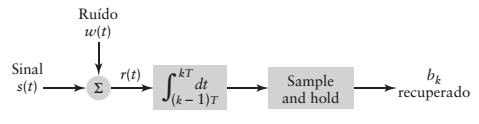 Ruído
w(t)
Sinal
s(t)
Σ
r(t)
∫_{(k – 1)T}^{kT} dt
Sample
and hold
b_k
recuperado